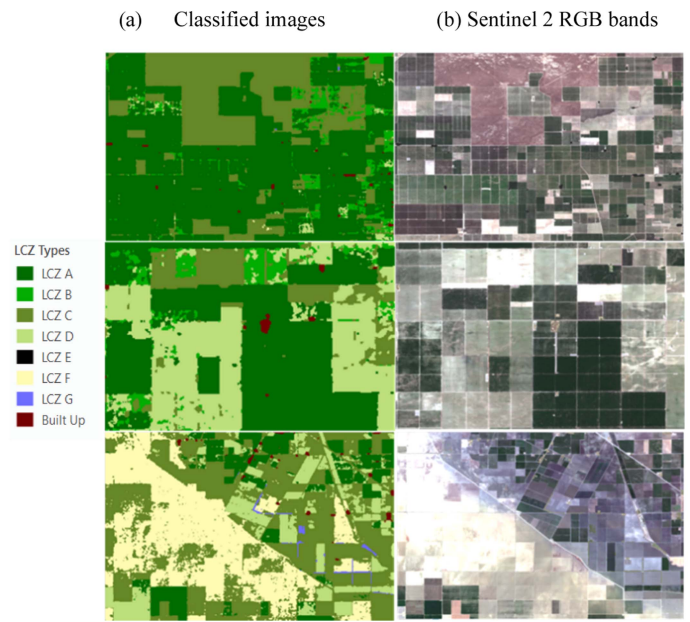 (a) Classified images (b) Sentinel 2 RGB bands
LCZ Types
LCZ A
LCZ B
LCZ C
LCZ D
LCZ E
LCZ F
LCZ G
Built Up